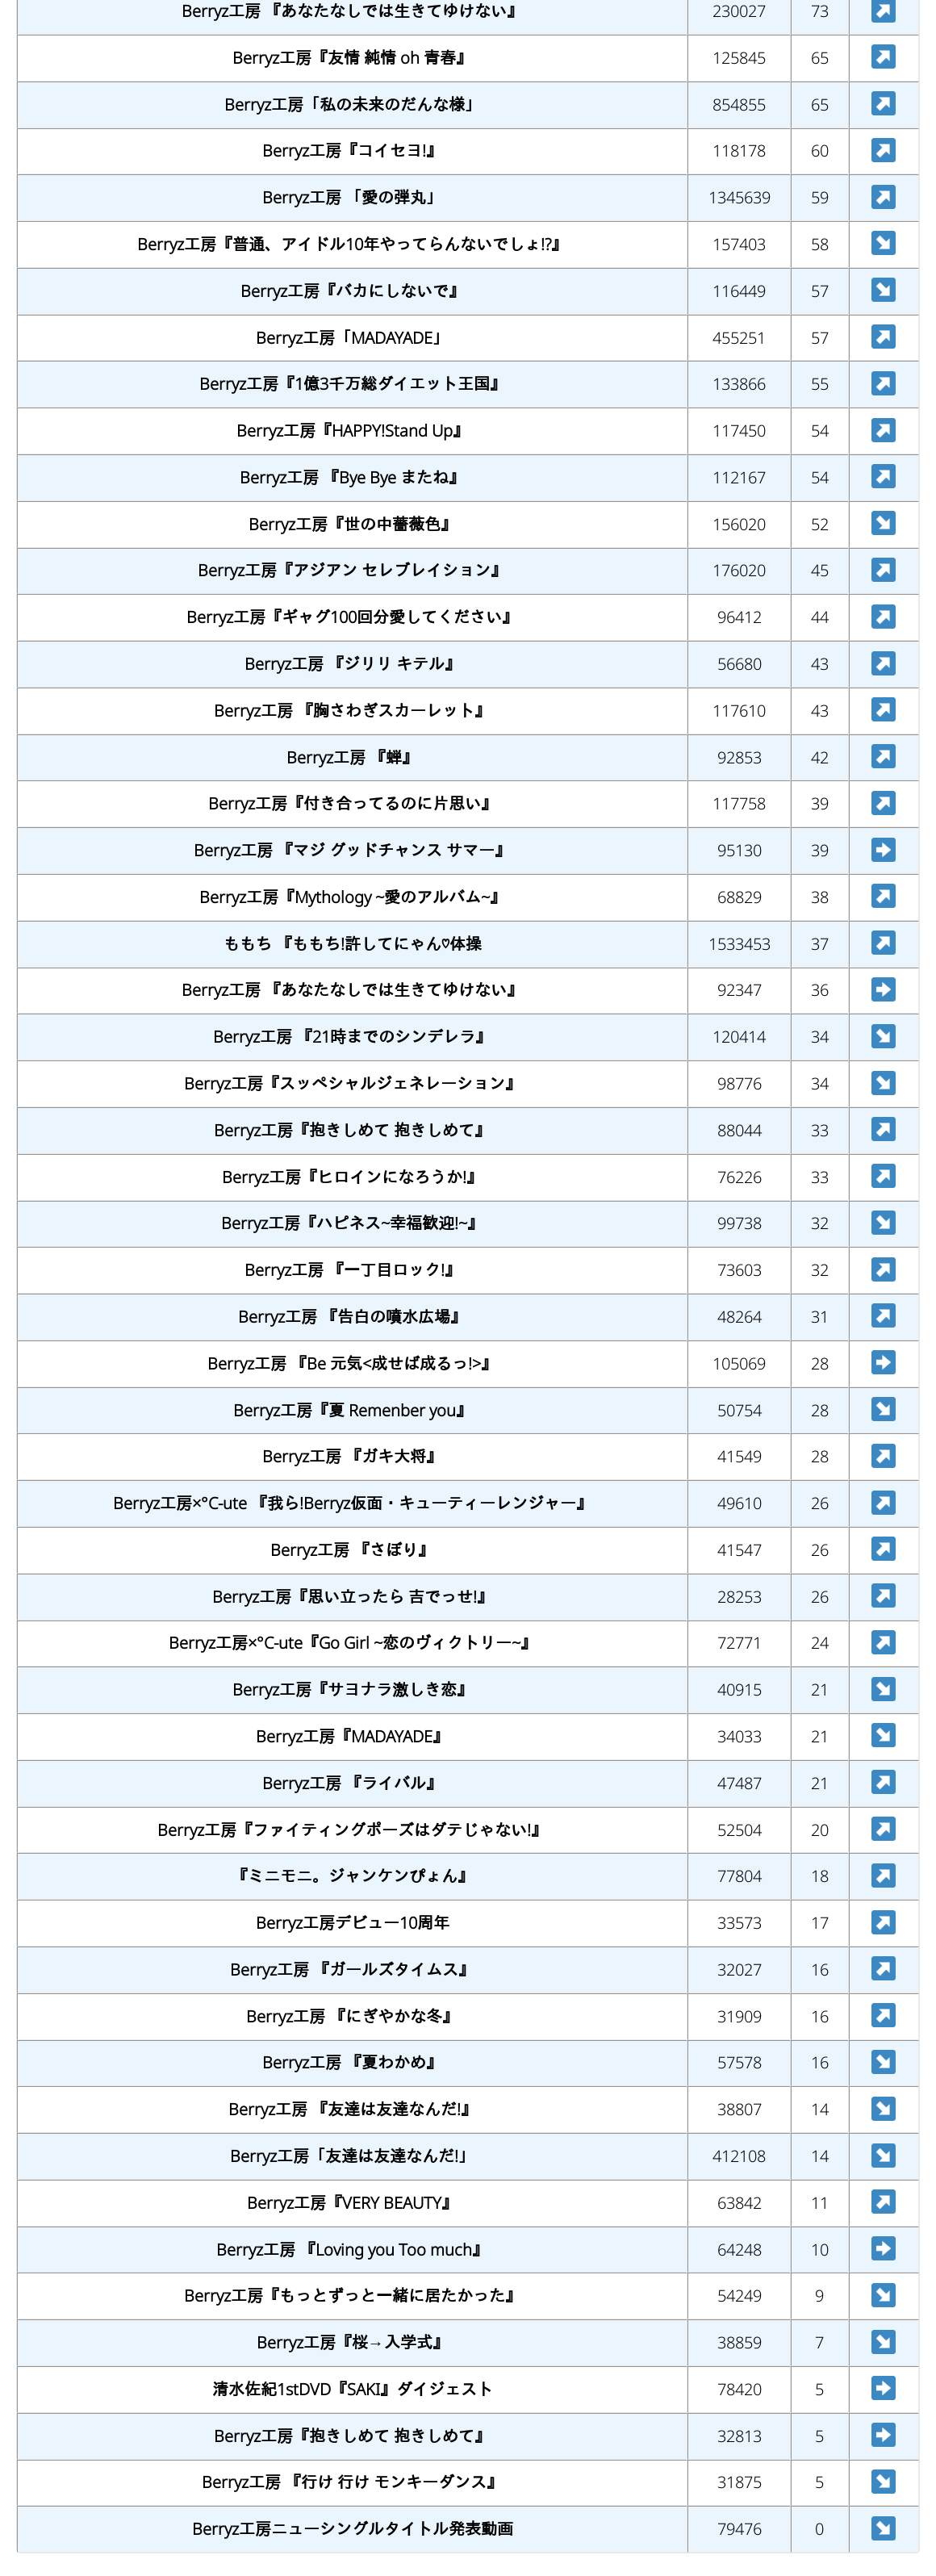 Berryz工房 『あなたなしでは生きてゆけない』 230027 73
Berryz工房『友情 純情 oh 青春』 125845 65
Berryz工房「私の未来のだんな様」 854855 65
Berryz工房『コイセヨ!』 118178 60
Berryz工房 「愛の弾丸」 1345639 59
Berryz工房『普通、アイドル10年やってらんないでしょ!?』 157403 58
Berryz工房『バカにしないで』 116449 57
Berryz工房「MADAYADE」 455251 57
Berryz工房『1億3千万総ダイエット王国』 133866 55
Berryz工房『HAPPY!Stand Up』 117450 54
Berryz工房 『Bye Bye またね』 112167 54
Berryz工房『世の中薔薇色』 156020 52
Berryz工房『アジアン セレブレイション』 176020 45
Berryz工房『ギャグ100回分愛してください』 96412 44
Berryz工房 『ジリリ キテル』 56680 43
Berryz工房 『胸さわぎスカーレット』 117610 43
Berryz工房 『蝉』 92853 42
Berryz工房『付き合ってるのに片思い』 117758 39
Berryz工房 『マジ グッドチャンス サマー』 95130 39
Berryz工房『Mythology ~愛のアルバム~』 68829 38
ももち 『ももち!許してにゃん♡体操 1533453 37
Berryz工房 『あなたなしでは生きてゆけない』 92347 36
Berryz工房 『21時までのシンデレラ』 120414 34
Berryz工房『スッペシャルジェネレーション』 98776 34
Berryz工房『抱きしめて 抱きしめて』 88044 33
Berryz工房『ヒロインになろうか!』 76226 33
Berryz工房『ハピネス~幸福歓迎!~』 99738 32
Berryz工房 『一丁目ロック!』 73603 32
Berryz工房 『告白の噴水広場』 48264 31
Berryz工房 『Be 元気<成せば成るっ!>』 105069 28
Berryz工房『夏 Remenber you』 50754 28
Berryz工房 『ガキ大将』 41549 28
Berryz工房×°C-ute 『我ら!Berryz仮面・キューティーレンジャー』 49610 26
Berryz工房 『さぼり』 41547 26
Berryz工房『思い立ったら 吉でっせ!』 28253 26
Berryz工房×°C-ute『Go Girl ~恋のヴィクトリー~』 72771 24
Berryz工房『サヨナラ激しき恋』 40915 21
Berryz工房『MADAYADE』 34033 21
Berryz工房 『ライバル』 47487 21
Berryz工房『ファイティングポーズはダテじゃない!』 52504 20
『ミニモニ。ジャンケンぴょん』 77804 18
Berryz工房デビュー10周年 33573 17
Berryz工房 『ガールズタイムス』 32027 16
Berryz工房 『にぎやかな冬』 31909 16
Berryz工房 『夏わかめ』 57578 16
Berryz工房 『友達は友達なんだ!』 38807 14
Berryz工房「友達は友達なんだ!」 412108 14
Berryz工房『VERY BEAUTY』 63842 11
Berryz工房 『Loving you Too much』 64248 10
Berryz工房『もっとずっと一緒に居たかった』 54249 9
Berryz工房『桜→入学式』 38859 7
清水佐紀1stDVD『SAKI』ダイジェスト 78420 5
Berryz工房『抱きしめて 抱きしめて』 32813 5
Berryz工房 『行け 行け モンキーダンス』 31875 5
Berryz工房ニューシングルタイトル発表動画 79476 0